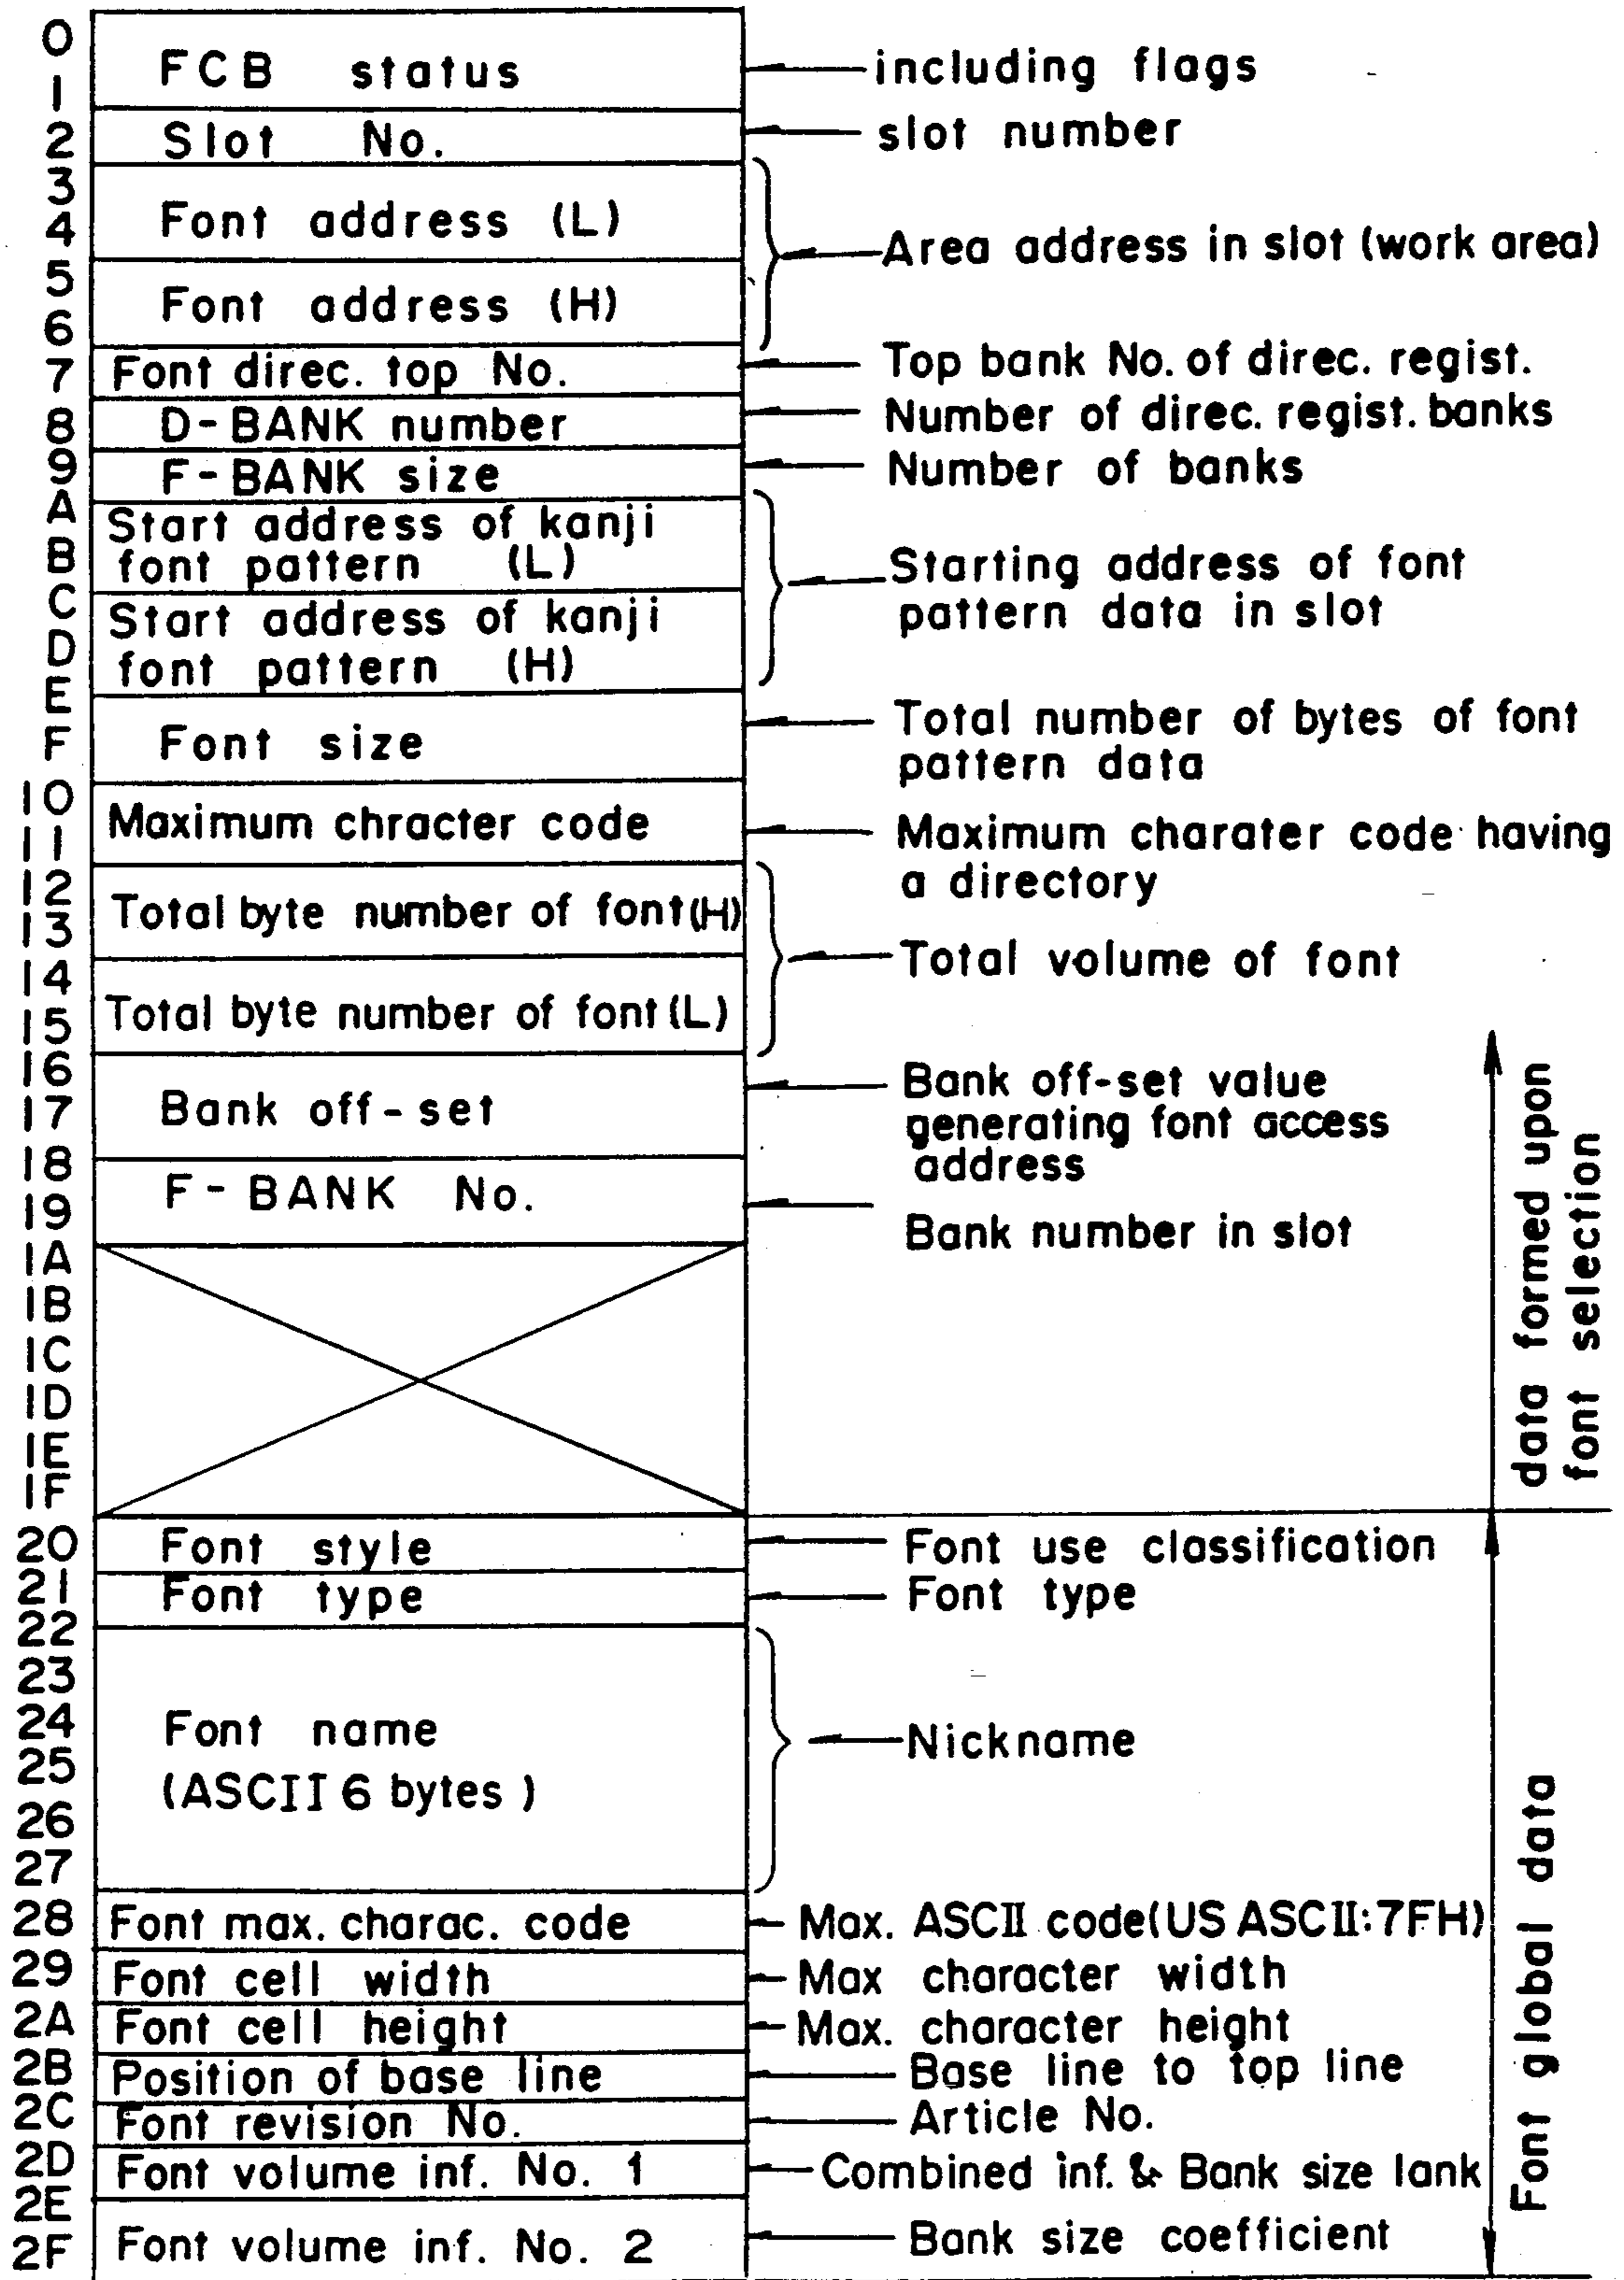 0
1
FCB status
including flags
2
Slot No.
slot number
3
4
Font address (L)
5
6
Font address (H)
Area address in slot (work area)
7
Font direc. top No.
Top bank No. of direc. regist.
8
D-BANK number
Number of direc. regist. banks
9
F-BANK size
Number of banks
A
B
Start address of kanji
font pattern (L)
C
D
Start address of kanji
font pattern (H)
Starting address of font
pattern data in slot
E
F
Font size
Total number of bytes of font
pattern data
10
11
Maximum chracter code
Maximum charater code having
a directory
12
13
Total byte number of font (H)
14
15
Total byte number of font (L)
Total volume of font
16
17
Bank off-set
Bank off-set value
generating font access
address
18
19
F-BANK No.
Bank number in slot
1A
1B
1C
1D
1E
1F
data formed upon
font selection
20
Font style
Font use classification
21
Font type
Font type
22
23
24
25
26
27
Font name
(ASCII 6 bytes)
Nickname
28
Font max. charac. code
Max. ASCII code(US ASCII:7FH)
29
Font cell width
Max character width
2A
Font cell height
Max. character height
2B
Position of base line
Base line to top line
2C
Font revision No.
Article No.
2D
Font volume inf. No. 1
Combined inf. & Bank size lank
2E
2F
Font volume inf. No. 2
Bank size coefficient
Font global data